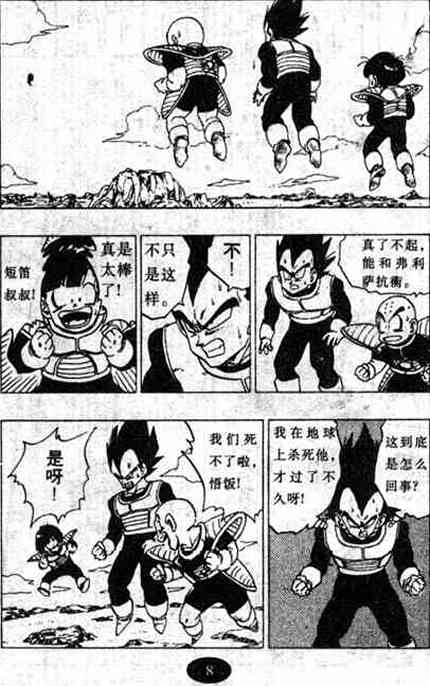 真了不起，
能和弗利
萨抗衡。
不！
不只
是这
样。
真是
太棒
了！
短笛
叔叔！
这到底
是怎么
回事？
我在地球
上杀死他，
才过了不
久呀！
我们死
不了啦，
悟饭！
是呀！
8